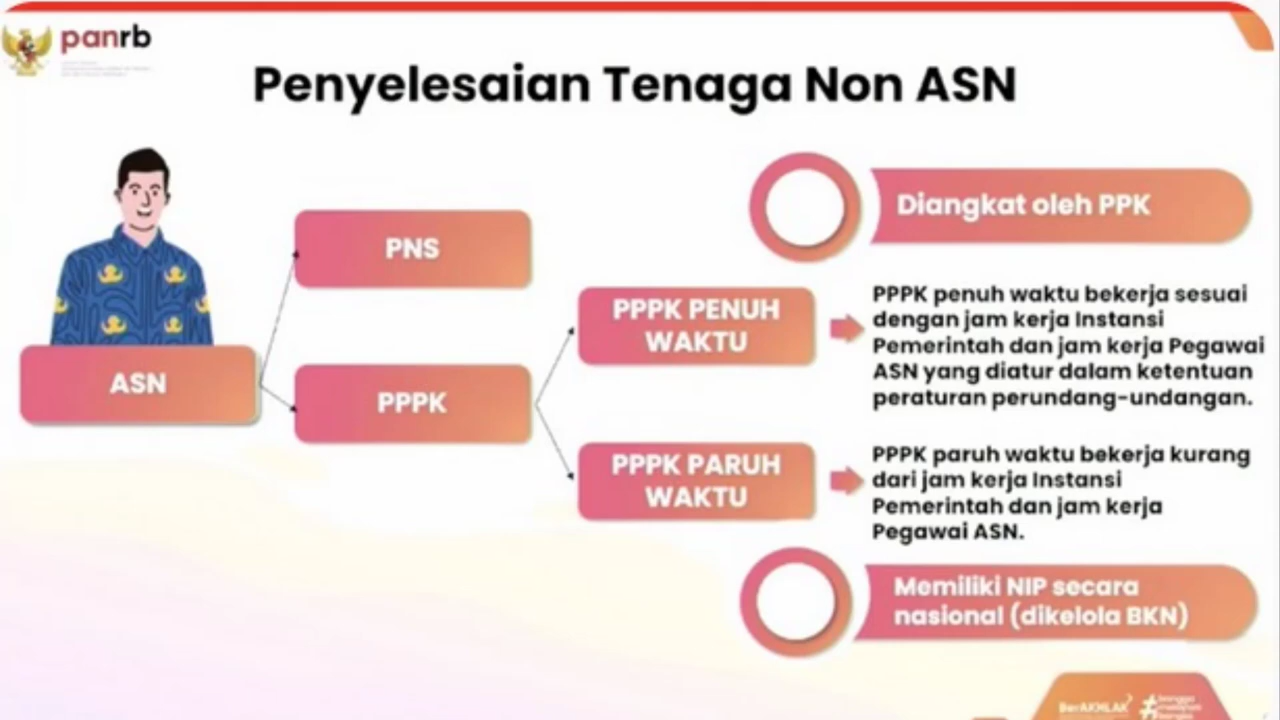 panrb
Penyelesaian Tenaga Non ASN
ASN
PNS
PPPK
PPPK PENUH
WAKTU
PPPK PARUH
WAKTU
Diangkat oleh PPK
PPPK penuh waktu bekerja sesuai
dengan jam kerja Instansi
Pemerintah dan jam kerja Pegawai
ASN yang diatur dalam ketentuan
peraturan perundang-undangan.
PPPK paruh waktu bekerja kurang
dari jam kerja Instansi
Pemerintah dan jam kerja
Pegawai ASN.
Memiliki NIP secara
nasional (dikelola BKN)
BerAKHLAK
#bangga
melayani
bangsa